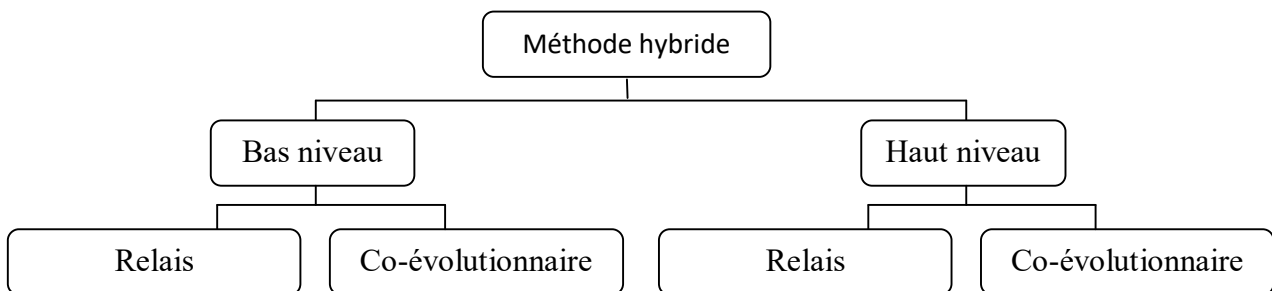 Méthode hybride
Bas niveau
Haut niveau
Relais
Co-évolutionnaire
Relais
Co-évolutionnaire